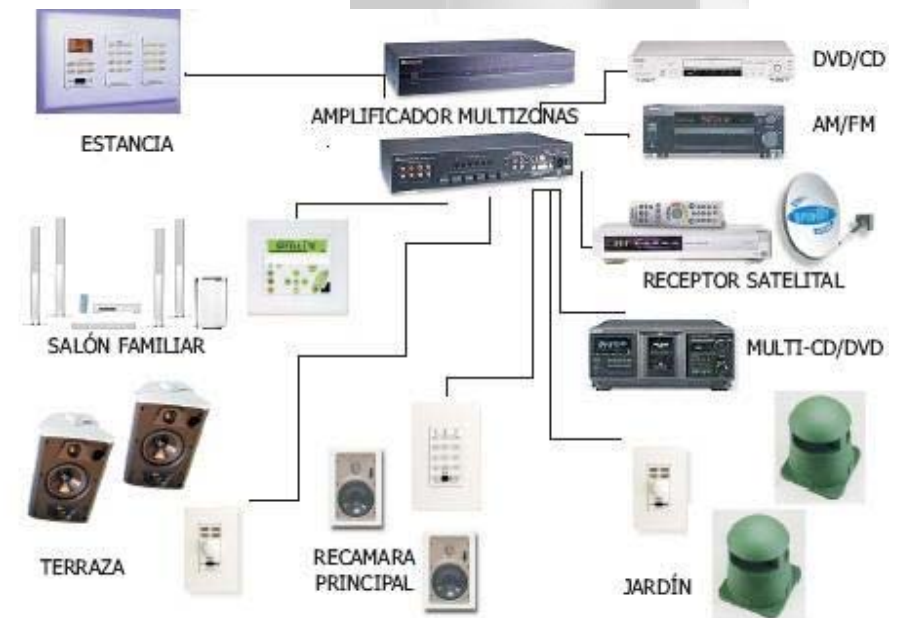 DVD/CD
AMPLIFICADOR MULTIZONAS
AM/FM
ESTANCIA
RECEPTOR SATELITAL
SALÓN FAMILIAR
MULTI-CD/DVD
TERRAZA
RECAMARA
PRINCIPAL
JARDÍN